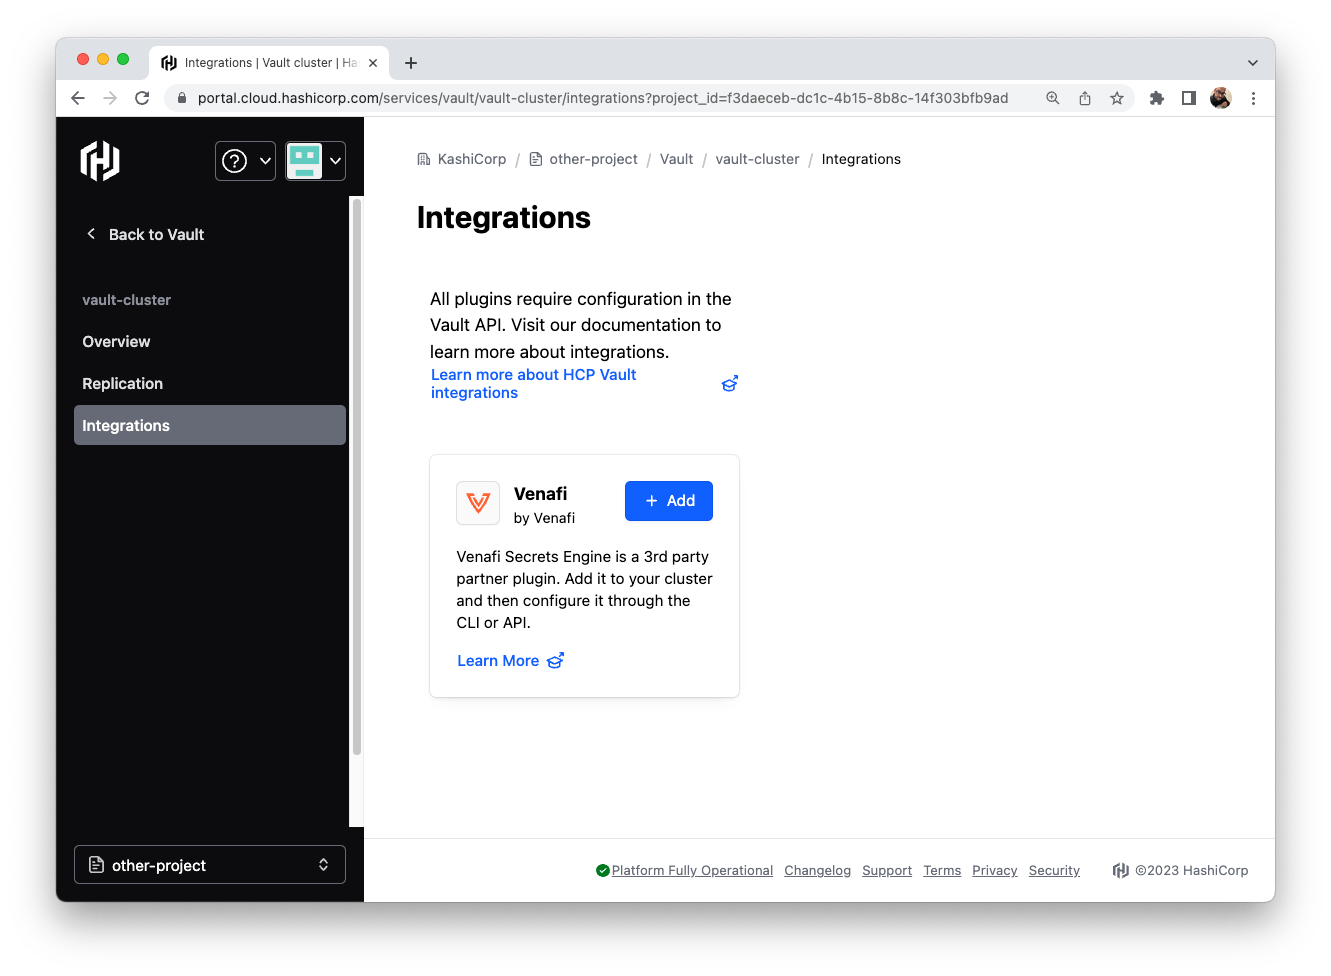 Integrations | Vault cluster | Ha
portal.cloud.hashicorp.com/services/vault/vault-cluster/integrations?project_id=f3daeceb-dc1c-4b15-8b8c-14f303bfb9ad
Back to Vault
vault-cluster
Overview
Replication
Integrations
other-project
KashiCorp / other-project / Vault / vault-cluster / Integrations
Integrations
All plugins require configuration in the
Vault API. Visit our documentation to
learn more about integrations.
Learn more about HCP Vault
integrations
Venafi
by Venafi
+ Add
Venafi Secrets Engine is a 3rd party
partner plugin. Add it to your cluster
and then configure it through the
CLI or API.
Learn More
Platform Fully Operational Changelog Support Terms Privacy Security ©2023 HashiCorp